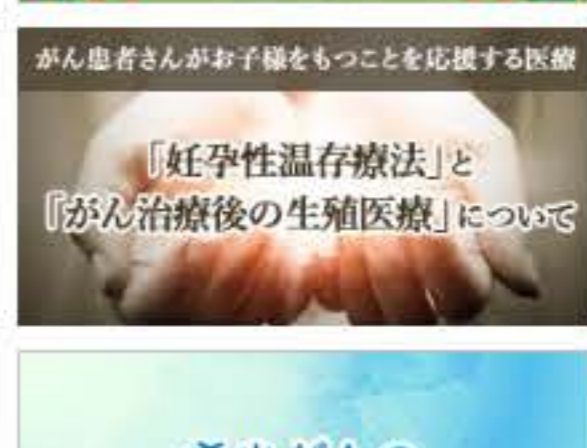 がん患者さんがお子様をもつことを応援する医療
「妊孕性温存療法」と
「がん治療後の生殖医療」について